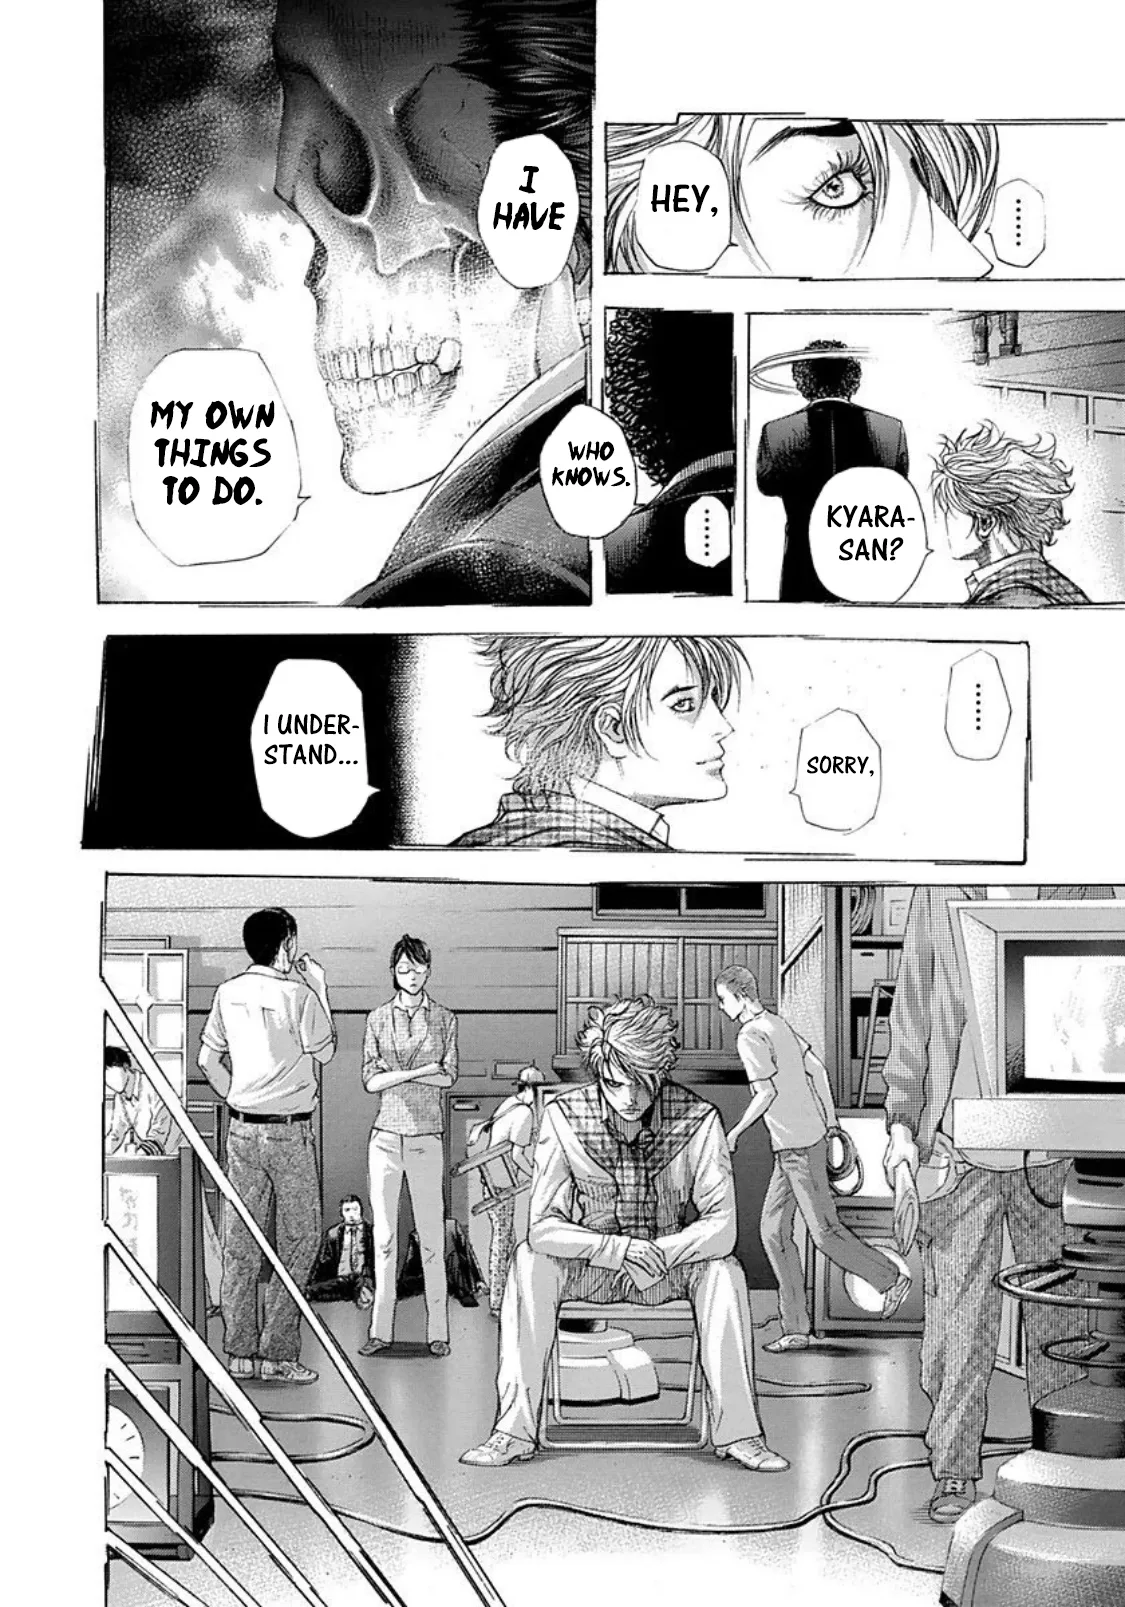 HEY,
......
KYARA-
SAN?
......
WHO
KNOWS.
I
HAVE
MY OWN
THINGS
TO DO.
......
SORRY,
I UNDER-
STAND...